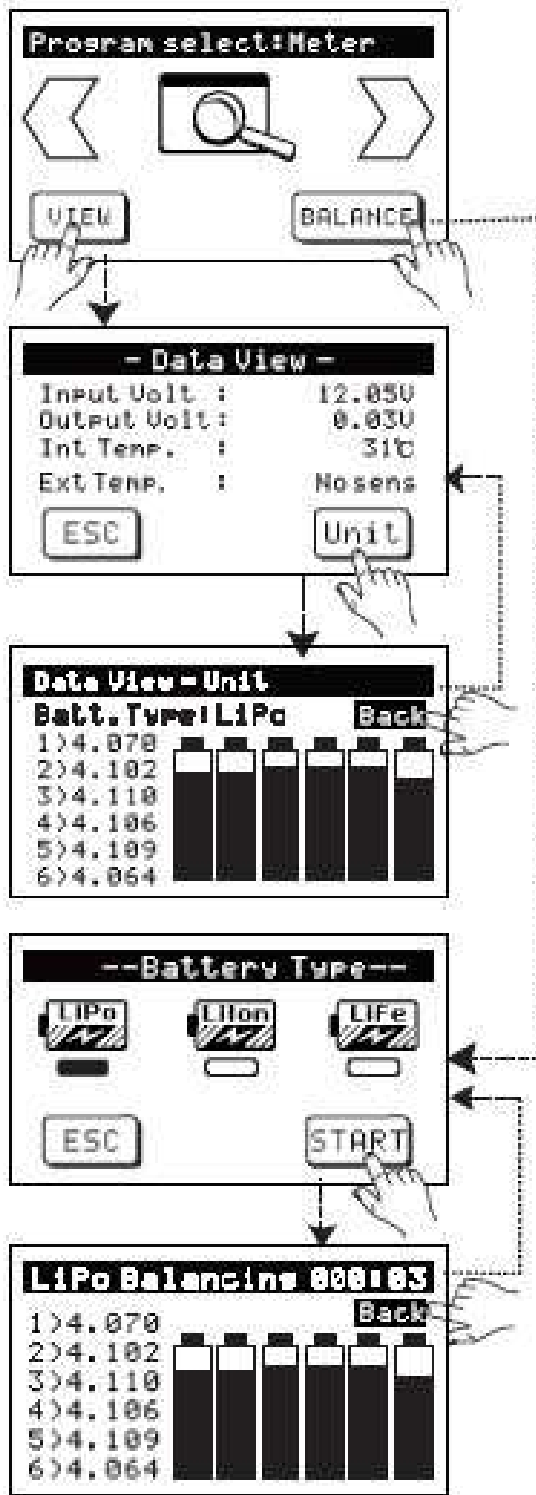 Program select:Meter
VIEW
BALANCE
- Data View -
Input Volt : 12.05V
Output Volt: 0.03V
Int Temp. : 31℃
Ext Temp. : No sens
ESC
Unit
Data View - Unit
Batt.Type:LiPo
Back
1)4.070
2)4.102
3)4.110
4)4.106
5)4.109
6)4.064
--Battery Type--
LiPo
LiIon
LiFe
ESC
START
LiPo Balancing 000:03
Back
1)4.070
2)4.102
3)4.110
4)4.106
5)4.109
6)4.064